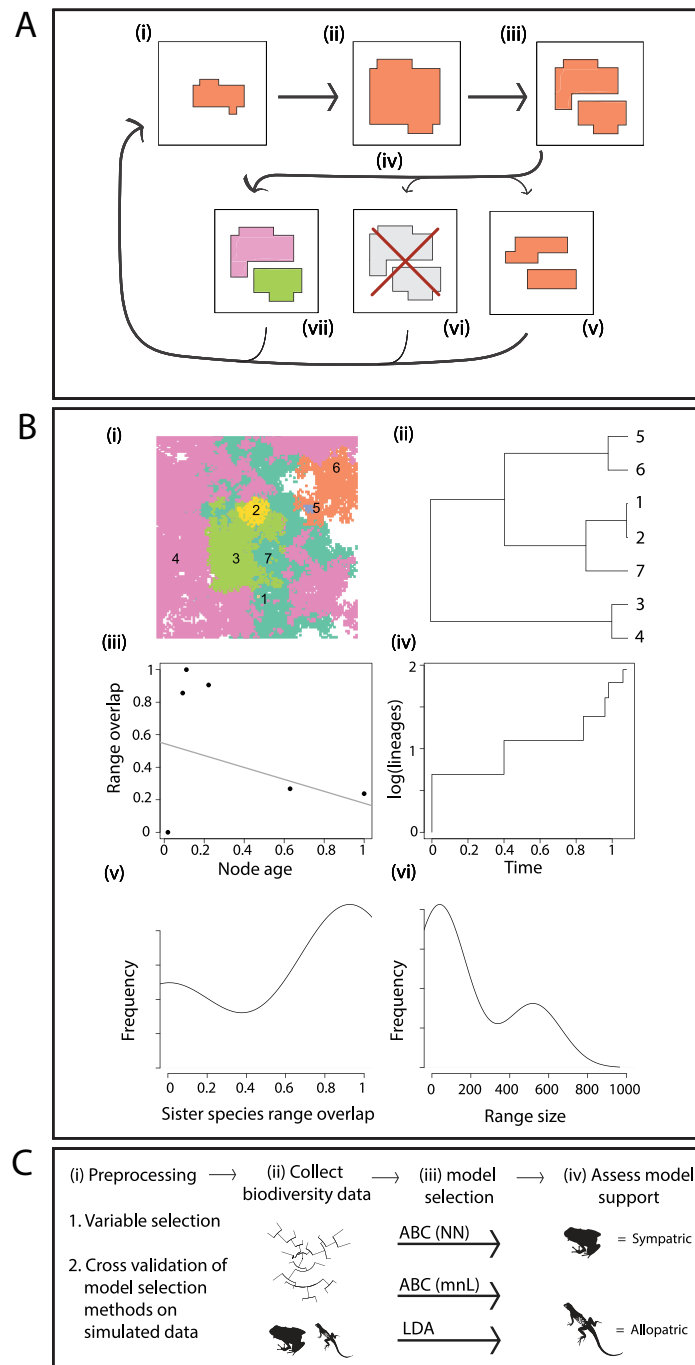 A
(i)
(ii)
(iii)
(iv)
(vii)
(vi)
(v)
B
(i)
6
5
2
4
3
7
1
(ii)
5
6
1
2
7
3
4
(iii)
Range overlap
1
0.8
0.6
0.4
0.2
0
0
0.2
0.4
0.6
0.8
1
Node age
(iv)
log(lineages)
2
1
0
0
0.2
0.4
0.6
0.8
1
Time
(v)
Frequency
0
0.2
0.4
0.6
0.8
1
Sister species range overlap
(vi)
Frequency
0
200
400
600
800
1000
Range size
C
(i) Preprocessing
1. Variable selection
2. Cross validation of
model selection
methods on
simulated data
(ii) Collect
biodiversity data
(iii) model
selection
ABC (NN)
ABC (mnL)
LDA
(iv) Assess model
support
= Sympatric
= Allopatric